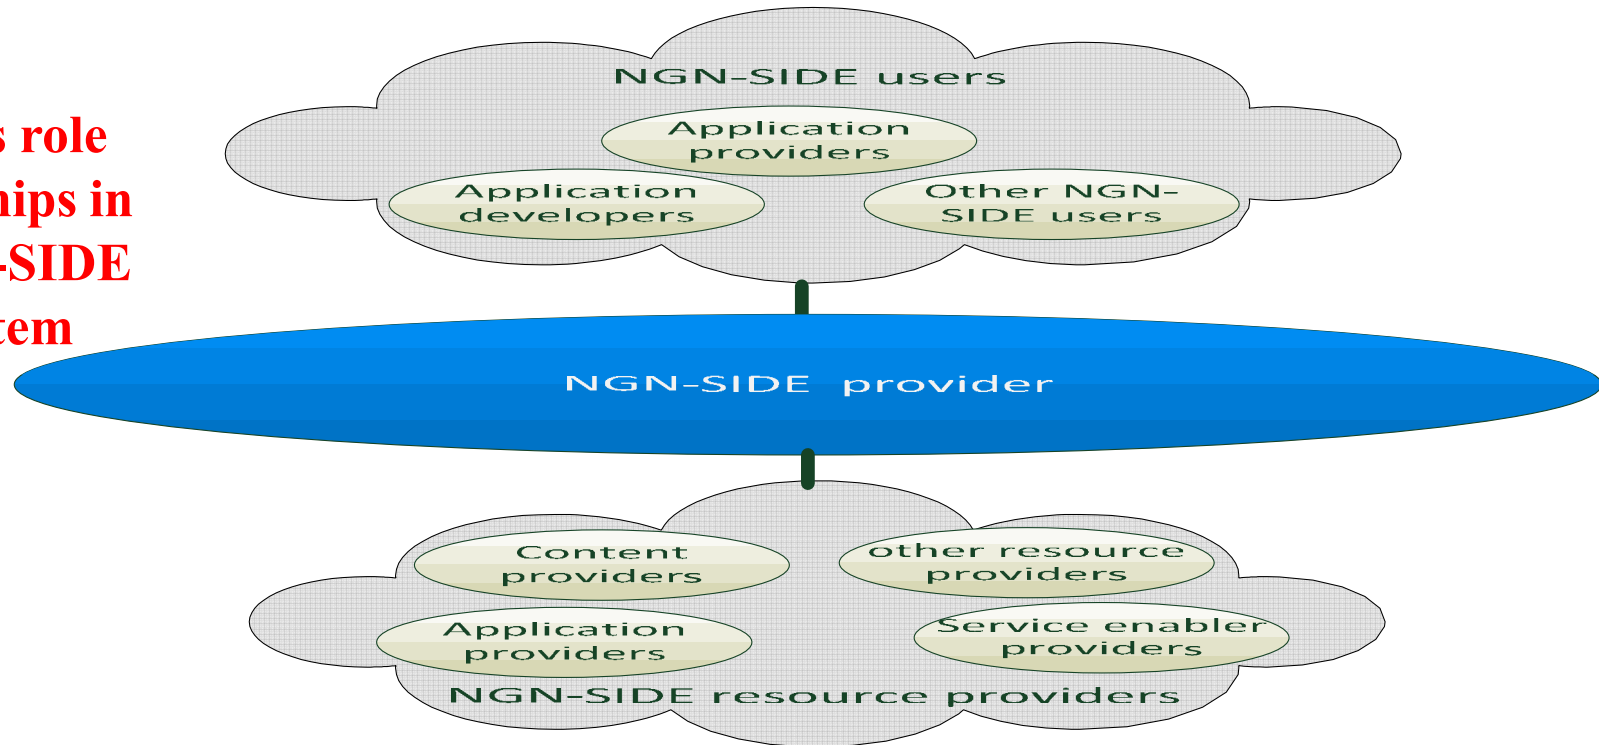 s role
hips in
-SIDE
tem
NGN-SIDE users
Application
providers
Application
developers
Other NGN-
SIDE users
NGN-SIDE provider
Content
providers
other resource
providers
Application
providers
Service enabler
providers
NGN-SIDE resource providers